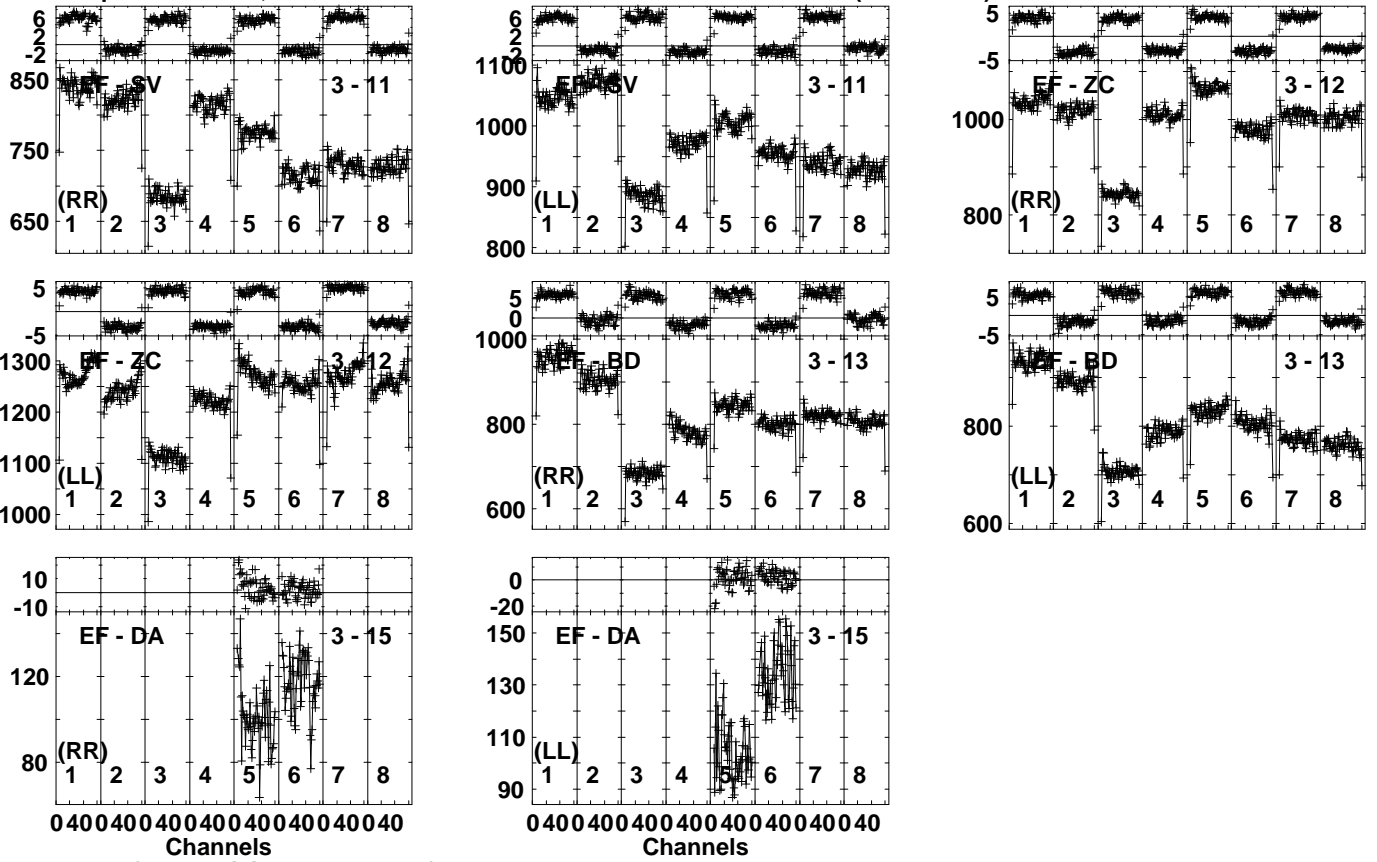 6 2 -2
850 750 650
EF - SV 3 - 11
(RR)
1 2 3 4 5 6 7 8
6 2 -2
1100 1000 900 800
EF - SV 3 - 11
(LL)
1 2 3 4 5 6 7 8
5 -5
1000 800
EF - ZC 3 - 12
(RR)
1 2 3 4 5 6 7 8
5 -5
1300 1200 1100 1000
EF - ZC 3 - 12
(LL)
1 2 3 4 5 6 7 8
5 0
1000 800 600
EF - BD 3 - 13
(RR)
1 2 3 4 5 6 7 8
5 -5
800 600
EF - BD 3 - 13
(LL)
1 2 3 4 5 6 7 8
10 -10
120 80
EF - DA 3 - 15
(RR)
1 2 3 4 5 6 7 8
0 40 0 40 0 40 0 40 0 40 0 40 0 40 0 40
Channels
0 -20
150 130 110 90
EF - DA 3 - 15
(LL)
1 2 3 4 5 6 7 8
0 40 0 40 0 40 0 40 0 40 0 40 0 40 0 40
Channels